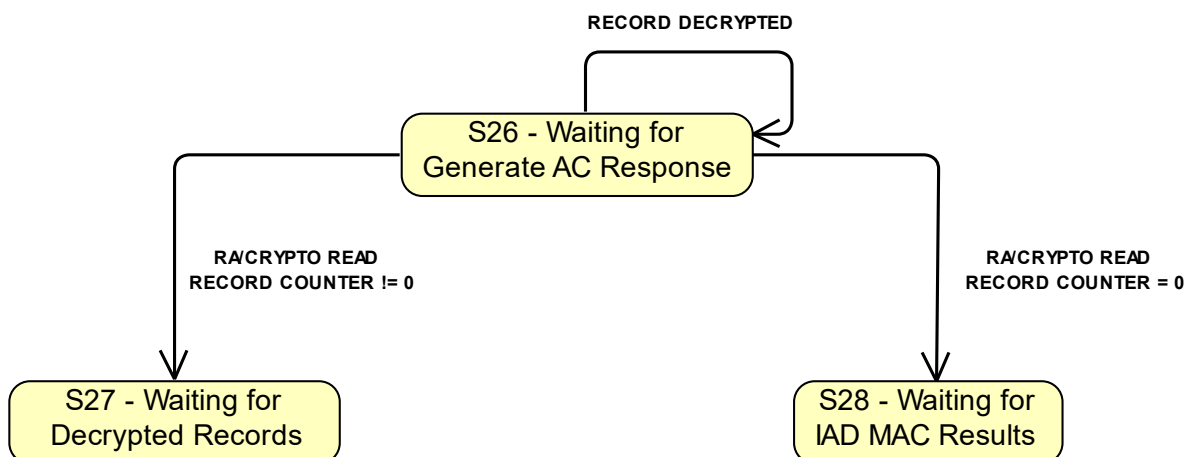 RECORD DECRYPTED
S26 - Waiting for
Generate AC Response
RA/CRYPTO READ
RECORD COUNTER != 0
RA/CRYPTO READ
RECORD COUNTER = 0
S27 - Waiting for
Decrypted Records
S28 - Waiting for
IAD MAC Results